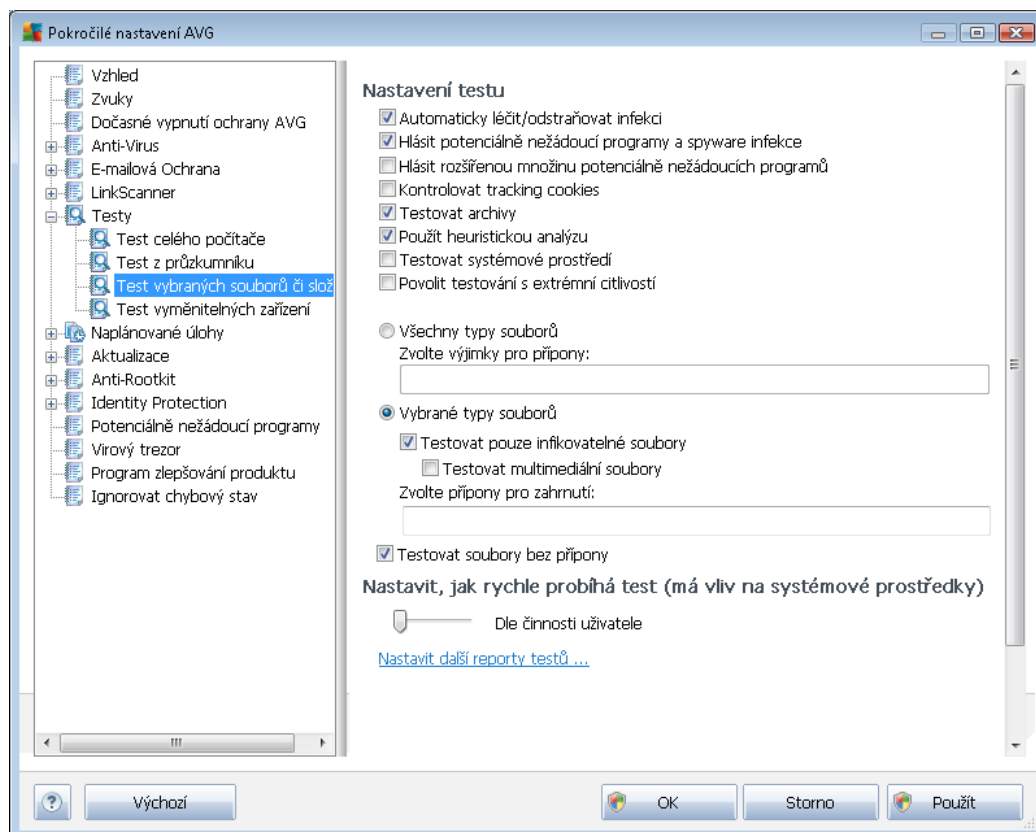 Pokročilé nastavení AVG
Vzhled
Zvuky
Dočasné vypnutí ochrany AVG
Anti-Virus
E-mailová Ochrana
LinkScanner
Testy
Test celého počítače
Test z průzkumníku
Test vybraných souborů či slož
Test vyměnitelných zařízení
Naplánované úlohy
Aktualizace
Anti-Rootkit
Identity Protection
Potenciálně nežádoucí programy
Virový trezor
Program zlepšování produktu
Ignorovat chybový stav
Nastavení testu
Automaticky léčit/odstraňovat infekci
Hlásit potenciálně nežádoucí programy a spyware infekce
Hlásit rozšířenou množinu potenciálně nežádoucích programů
Kontrolovat tracking cookies
Testovat archivy
Použít heuristickou analýzu
Testovat systémové prostředí
Povolit testování s extrémní citlivostí
Všechny typy souborů
Zvolte výjimky pro přípony:
Vybrané typy souborů
Testovat pouze infikovatelné soubory
Testovat multimediální soubory
Zvolte přípony pro zahrnutí:
Testovat soubory bez přípony
Nastavit, jak rychle probíhá test (má vliv na systémové prostředky)
Dle činnosti uživatele
Nastavit další reporty testů ...
?
Výchozí
OK
Storno
Použít